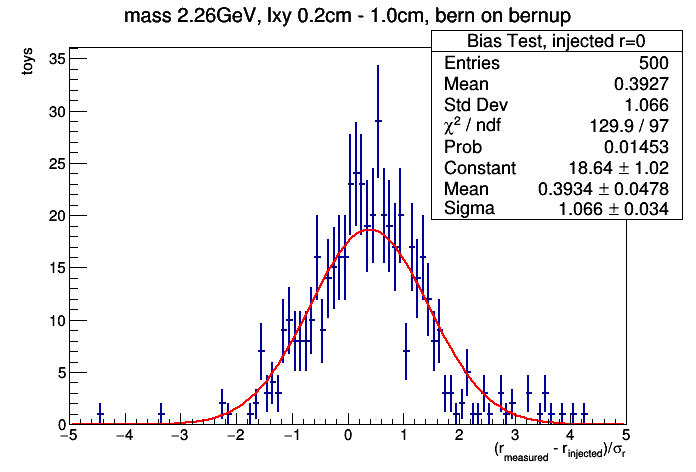 mass 2.26GeV, lxy 0.2cm - 1.0cm, bern on bernup
Bias Test, injected r=0
Entries 500
Mean 0.3927
Std Dev 1.066
χ² / ndf 129.9 / 97
Prob 0.01453
Constant 18.64 ± 1.02
Mean 0.3934 ± 0.0478
Sigma 1.066 ± 0.034
toys
35
30
25
20
15
10
5
0
−5 −4 −3 −2 −1 0 1 2 3 4 5
(r_measured - r_injected)/σ_r